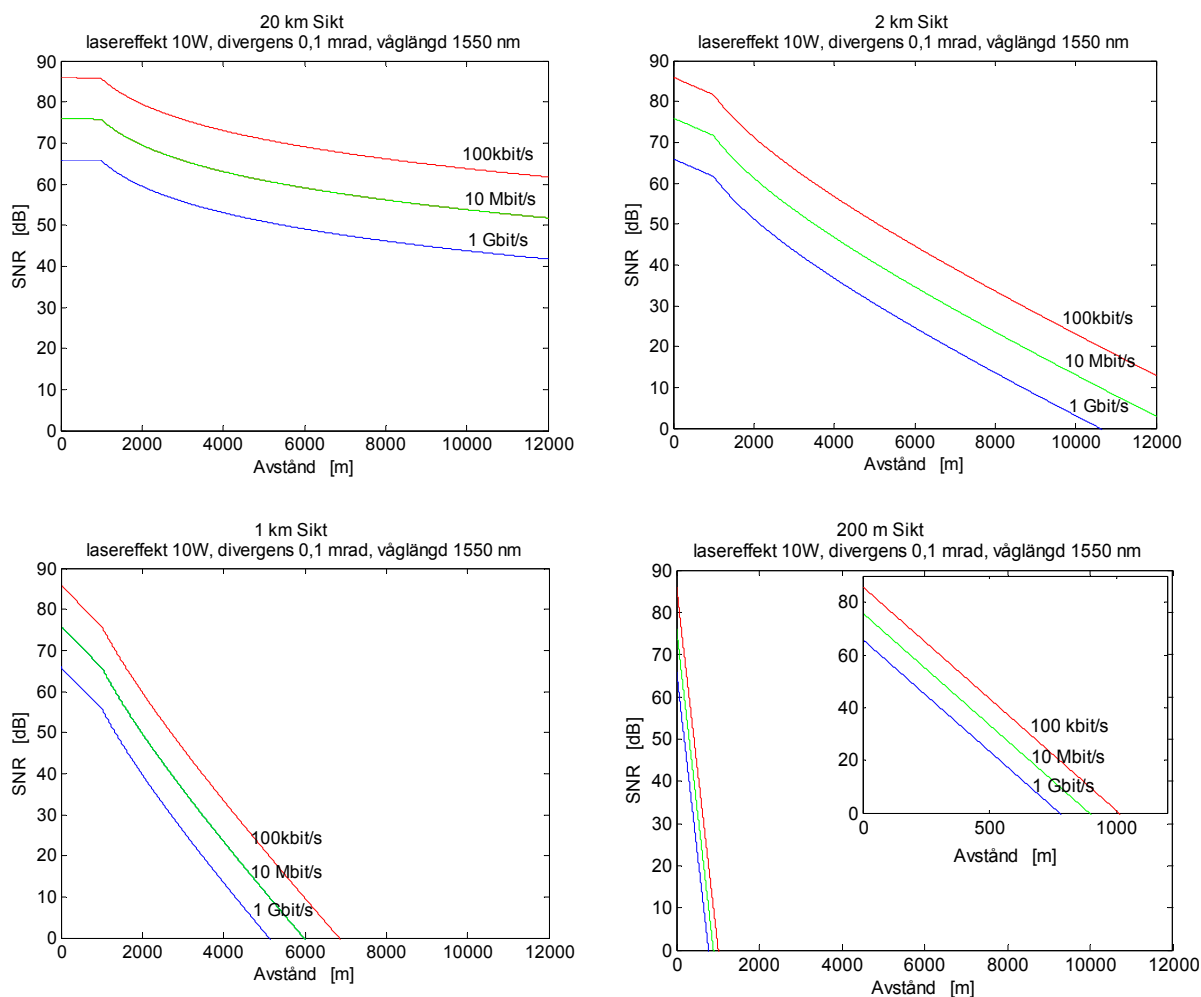 20 km Sikt
lasereffekt 10W, divergens 0,1 mrad, våglängd 1550 nm
90
80
70
60
50
40
30
20
10
0
SNR [dB]
100kbit/s
10 Mbit/s
1 Gbit/s
0 2000 4000 6000 8000 10000 12000
Avstånd [m]
2 km Sikt
lasereffekt 10W, divergens 0,1 mrad, våglängd 1550 nm
90
80
70
60
50
40
30
20
10
0
SNR [dB]
100kbit/s
10 Mbit/s
1 Gbit/s
0 2000 4000 6000 8000 10000 12000
Avstånd [m]
1 km Sikt
lasereffekt 10W, divergens 0,1 mrad, våglängd 1550 nm
90
80
70
60
50
40
30
20
10
0
SNR [dB]
100kbit/s
10 Mbit/s
1 Gbit/s
0 2000 4000 6000 8000 10000 12000
Avstånd [m]
200 m Sikt
lasereffekt 10W, divergens 0,1 mrad, våglängd 1550 nm
90
80
70
60
50
40
30
20
10
0
SNR [dB]
80
60
40
20
0
SNR [dB]
100 kbit/s
10 Mbit/s
1 Gbit/s
0 500 1000
Avstånd [m]
0 2000 4000 6000 8000 10000 12000
Avstånd [m]